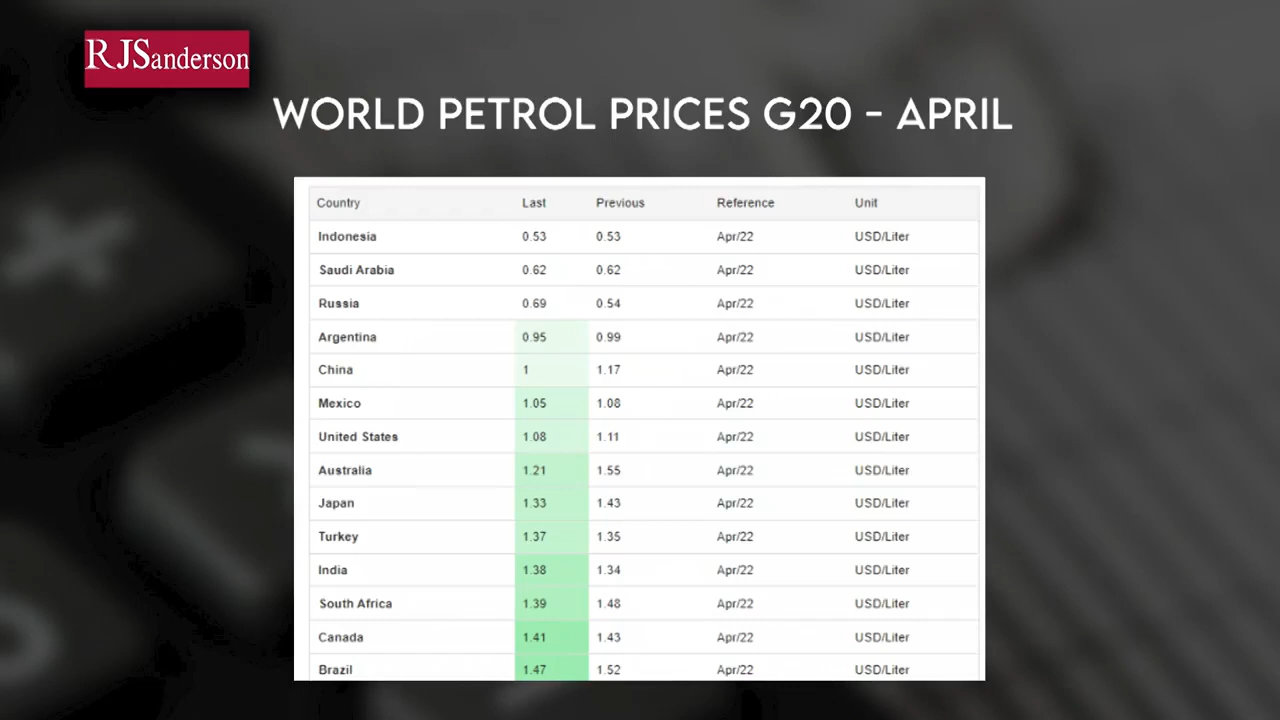 RJSanderson
WORLD PETROL PRICES G20 - APRIL
Country Last Previous Reference Unit
Indonesia 0.53 0.53 Apr/22 USD/Liter
Saudi Arabia 0.62 0.62 Apr/22 USD/Liter
Russia 0.69 0.54 Apr/22 USD/Liter
Argentina 0.95 0.99 Apr/22 USD/Liter
China 1 1.17 Apr/22 USD/Liter
Mexico 1.05 1.08 Apr/22 USD/Liter
United States 1.08 1.11 Apr/22 USD/Liter
Australia 1.21 1.55 Apr/22 USD/Liter
Japan 1.33 1.43 Apr/22 USD/Liter
Turkey 1.37 1.35 Apr/22 USD/Liter
India 1.38 1.34 Apr/22 USD/Liter
South Africa 1.39 1.48 Apr/22 USD/Liter
Canada 1.41 1.43 Apr/22 USD/Liter
Brazil 1.47 1.52 Apr/22 USD/Liter